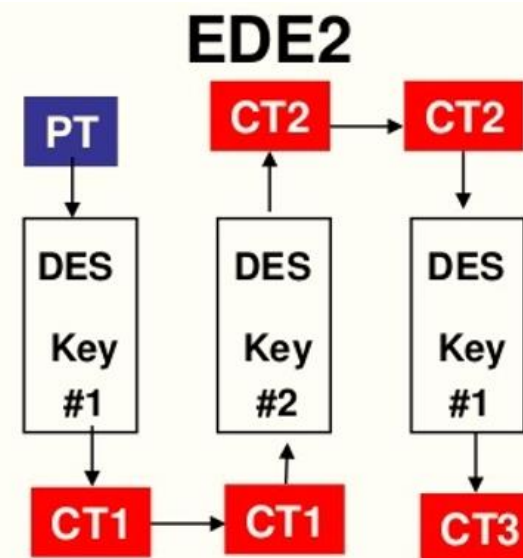 EDE2
PT
DES
Key
#1
CT1
CT1
DES
Key
#2
CT2
CT2
DES
Key
#1
CT3